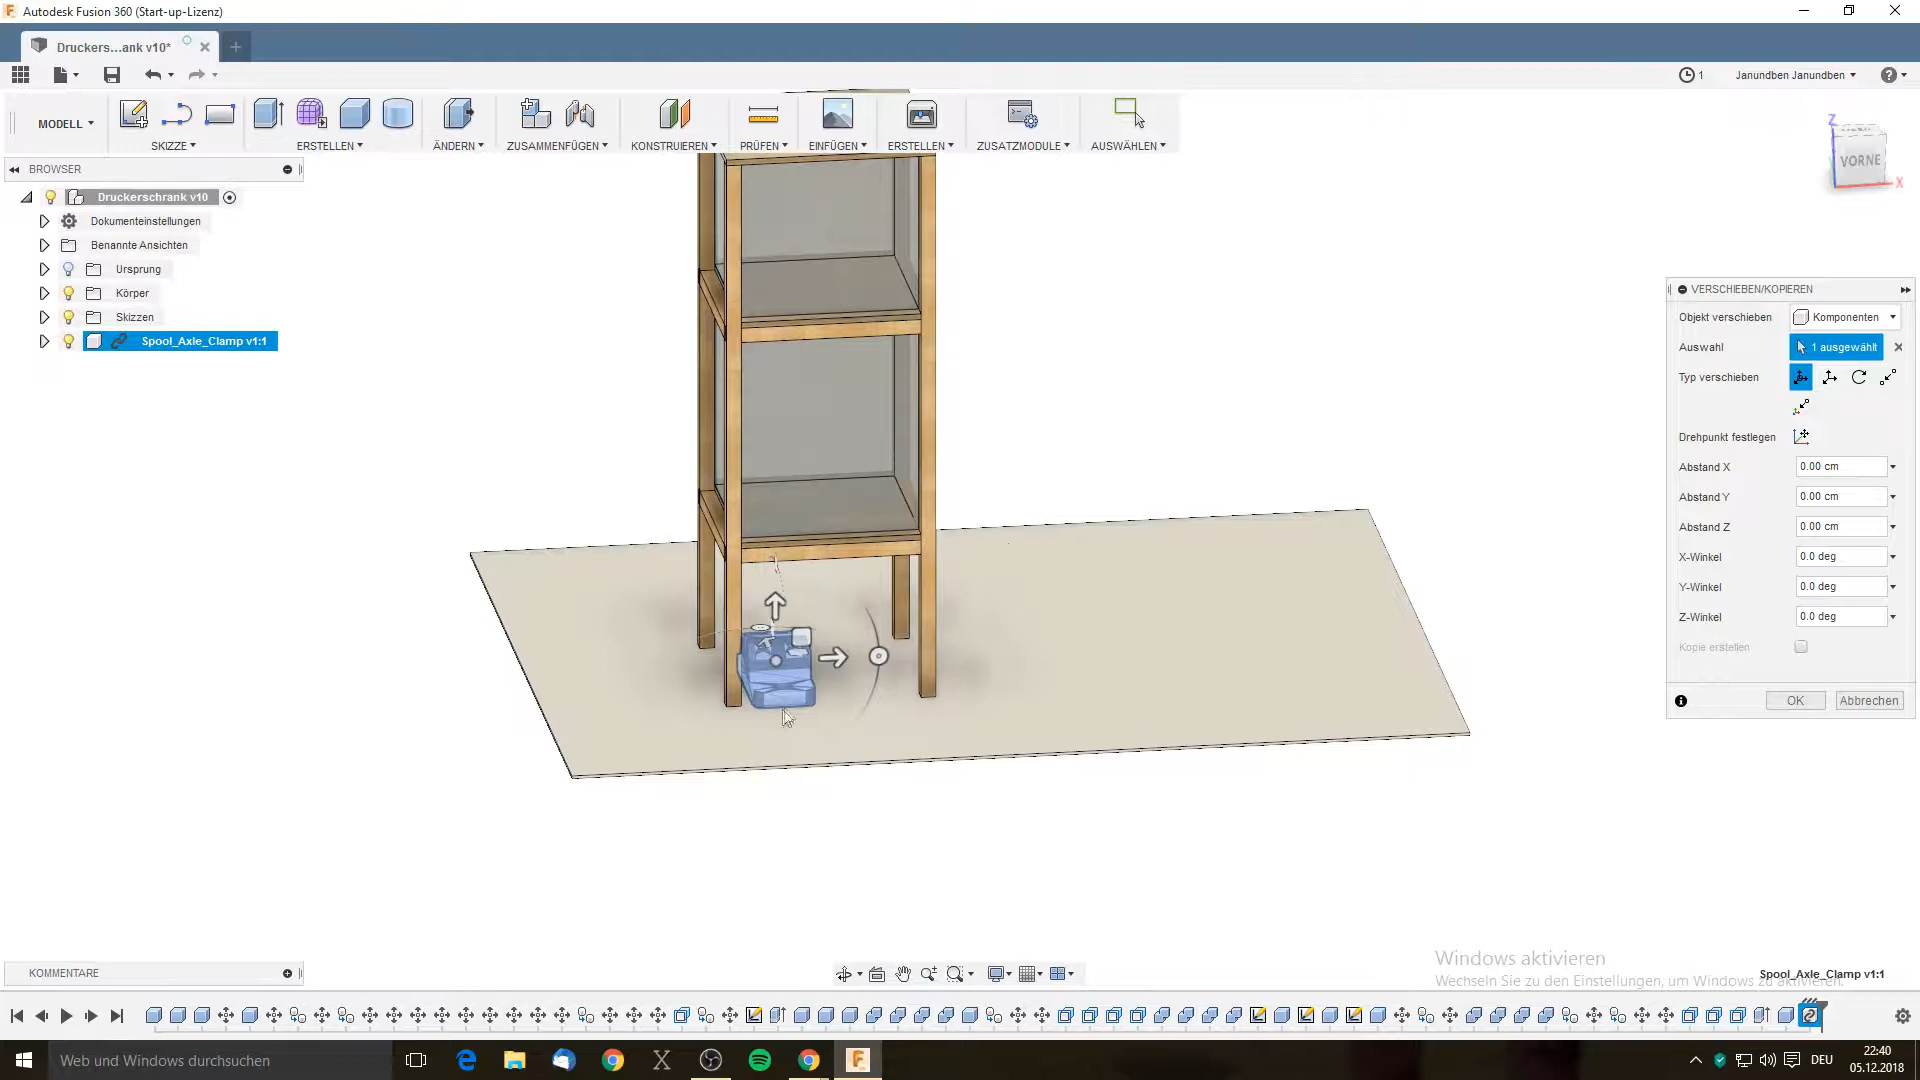 Autodesk Fusion 360 (Start-up-Lizenz)
Druckers...ank v10*
1
Janundben Janundben
MODELL
SKIZZE
ERSTELLEN
ÄNDERN
ZUSAMMENFÜGEN
KONSTRUIEREN
PRÜFEN
EINFÜGEN
ERSTELLEN
ZUSATZMODULE
AUSWÄHLEN
Z
VORNE
X
BROWSER
Druckerschrank v10
Dokumenteinstellungen
Benannte Ansichten
Ursprung
Körper
Skizzen
Spool_Axle_Clamp v1:1
VERSCHIEBEN/KOPIEREN
Objekt verschieben Komponenten
Auswahl 1 ausgewählt
Typ verschieben
Drehpunkt festlegen
Abstand X 0.00 cm
Abstand Y 0.00 cm
Abstand Z 0.00 cm
X-Winkel 0.0 deg
Y-Winkel 0.0 deg
Z-Winkel 0.0 deg
Kopie erstellen
OK Abbrechen
Windows aktivieren
Wechseln Sie zu den Einstellungen, um Windows zu aktivieren.
Spool_Axle_Clamp v1:1
KOMMENTARE
Web und Windows durchsuchen
DEU
22:40
05.12.2018